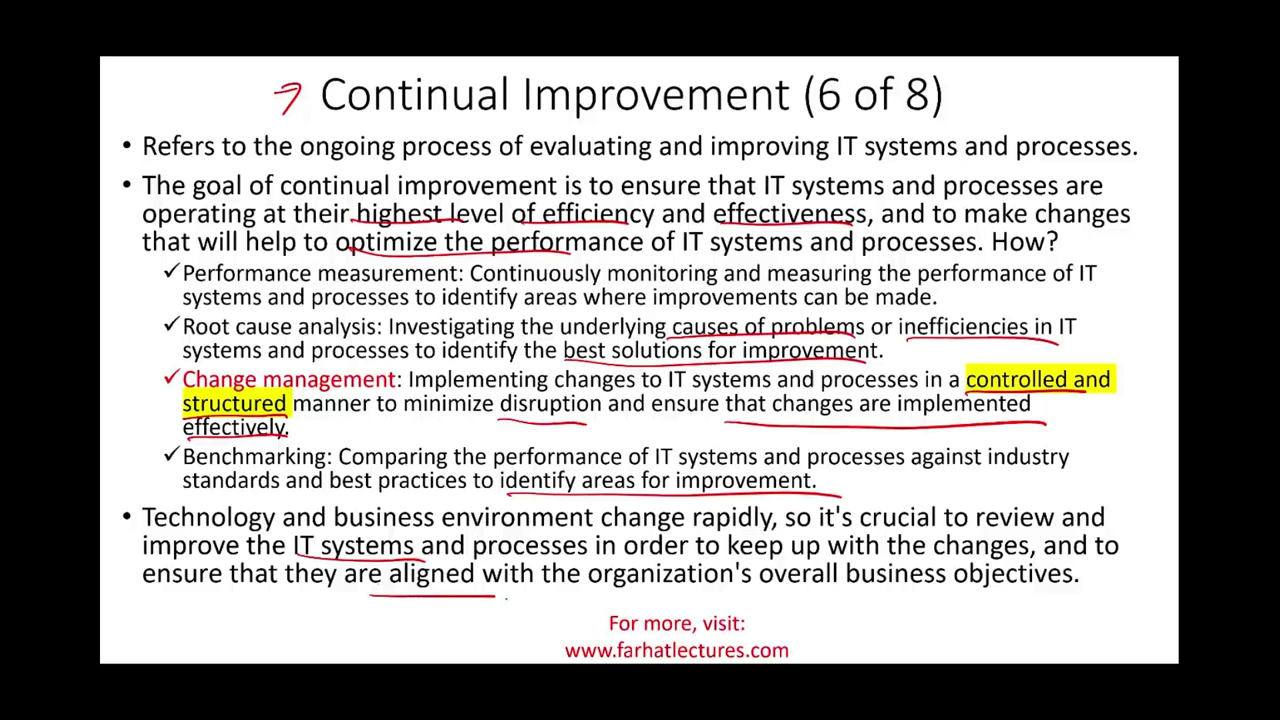 Continual Improvement (6 of 8)
• Refers to the ongoing process of evaluating and improving IT systems and processes.
• The goal of continual improvement is to ensure that IT systems and processes are
operating at their highest level of efficiency and effectiveness, and to make changes
that will help to optimize the performance of IT systems and processes. How?
✓Performance measurement: Continuously monitoring and measuring the performance of IT
systems and processes to identify areas where improvements can be made.
✓Root cause analysis: Investigating the underlying causes of problems or inefficiencies in IT
systems and processes to identify the best solutions for improvement.
✓Change management: Implementing changes to IT systems and processes in a controlled and
structured manner to minimize disruption and ensure that changes are implemented
effectively.
✓Benchmarking: Comparing the performance of IT systems and processes against industry
standards and best practices to identify areas for improvement.
• Technology and business environment change rapidly, so it's crucial to review and
improve the IT systems and processes in order to keep up with the changes, and to
ensure that they are aligned with the organization's overall business objectives.
For more, visit:
www.farhatlectures.com